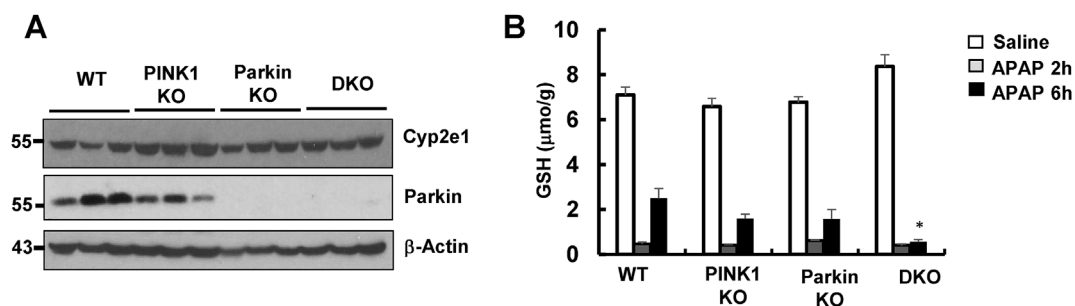 A
WT
PINK1
KO
Parkin
KO
DKO
55
Cyp2e1
55
Parkin
43
β-Actin
B
GSH (μmo/g)
10
8
6
4
2
0
WT
PINK1
KO
Parkin
KO
DKO
*
Saline
APAP 2h
APAP 6h